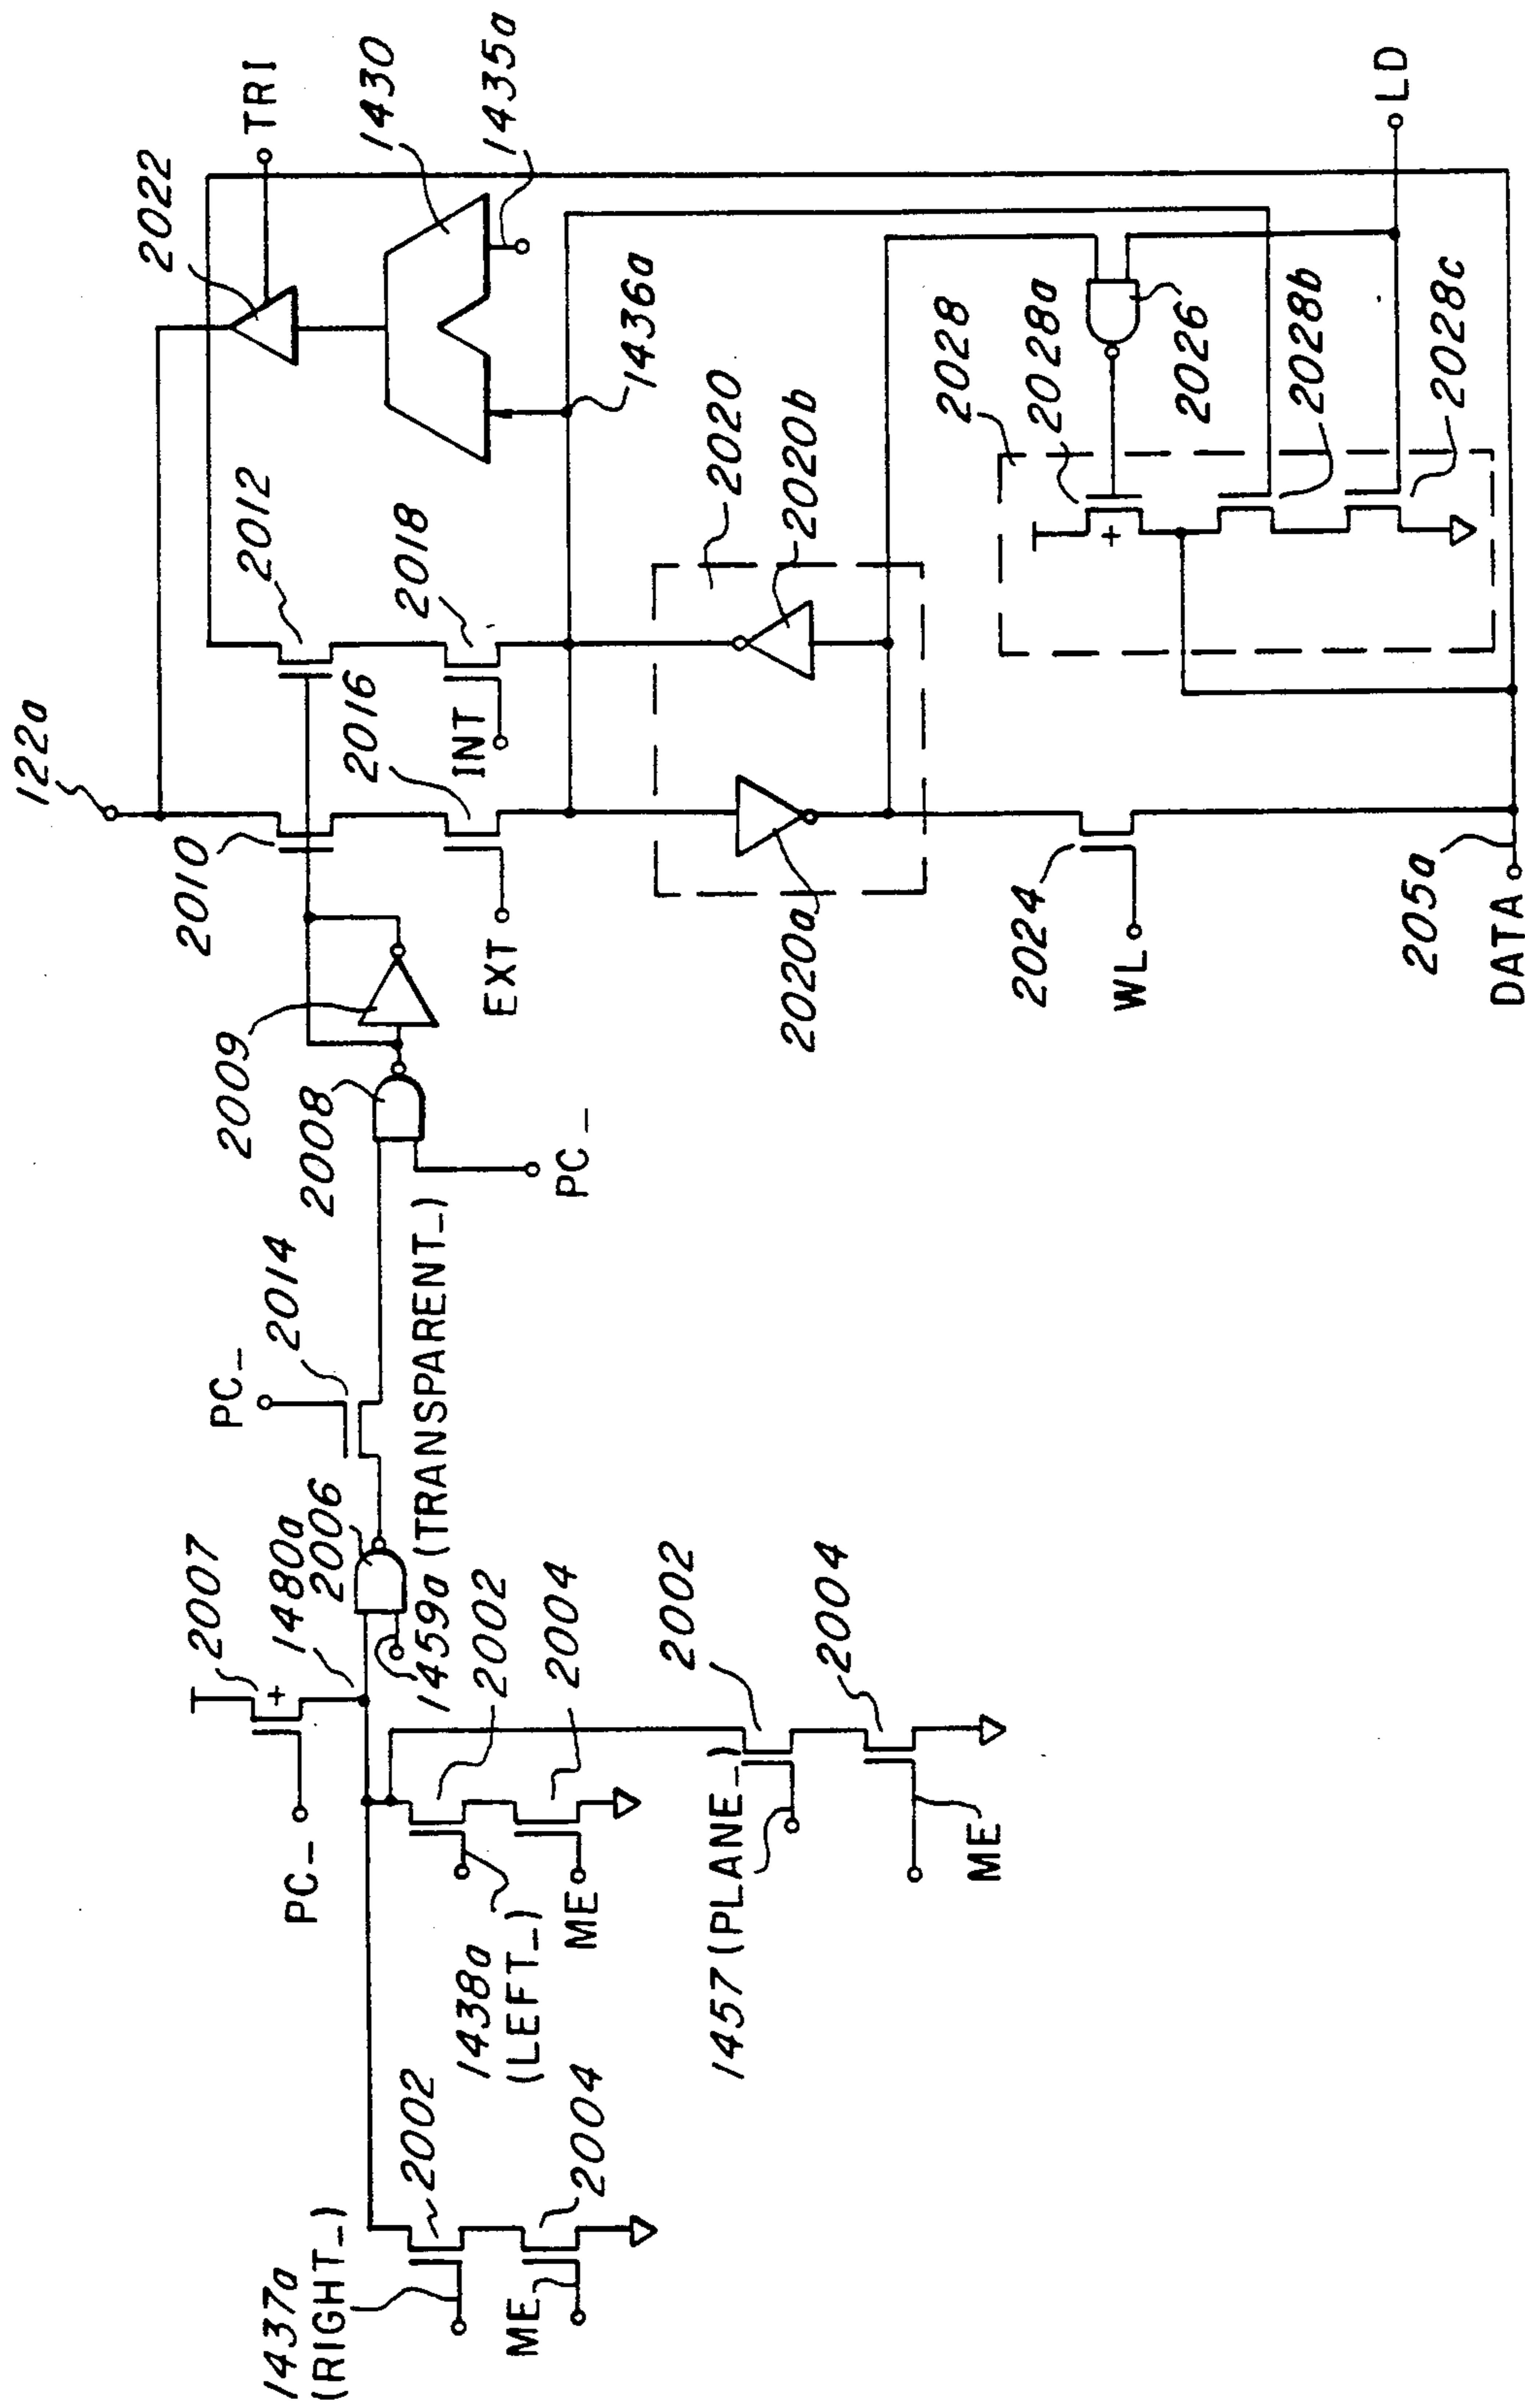 122a
2022
TRI
1430
1435a
2012
2010
2018
2016
INT
EXT
1436a
2009
2008
PC_
2014
PC_
2007
1480a
2006
PC_
1459a (TRANSPARENT_)
2002
2004
1438a
(LEFT_)
ME
2002
2004
1457 (PLANE_)
ME
1437a
(RIGHT_)
2002
2004
ME
2020
2020b
2020a
2028
2028a
2026
2028b
2028c
LD
2024
WL
205a
DATA